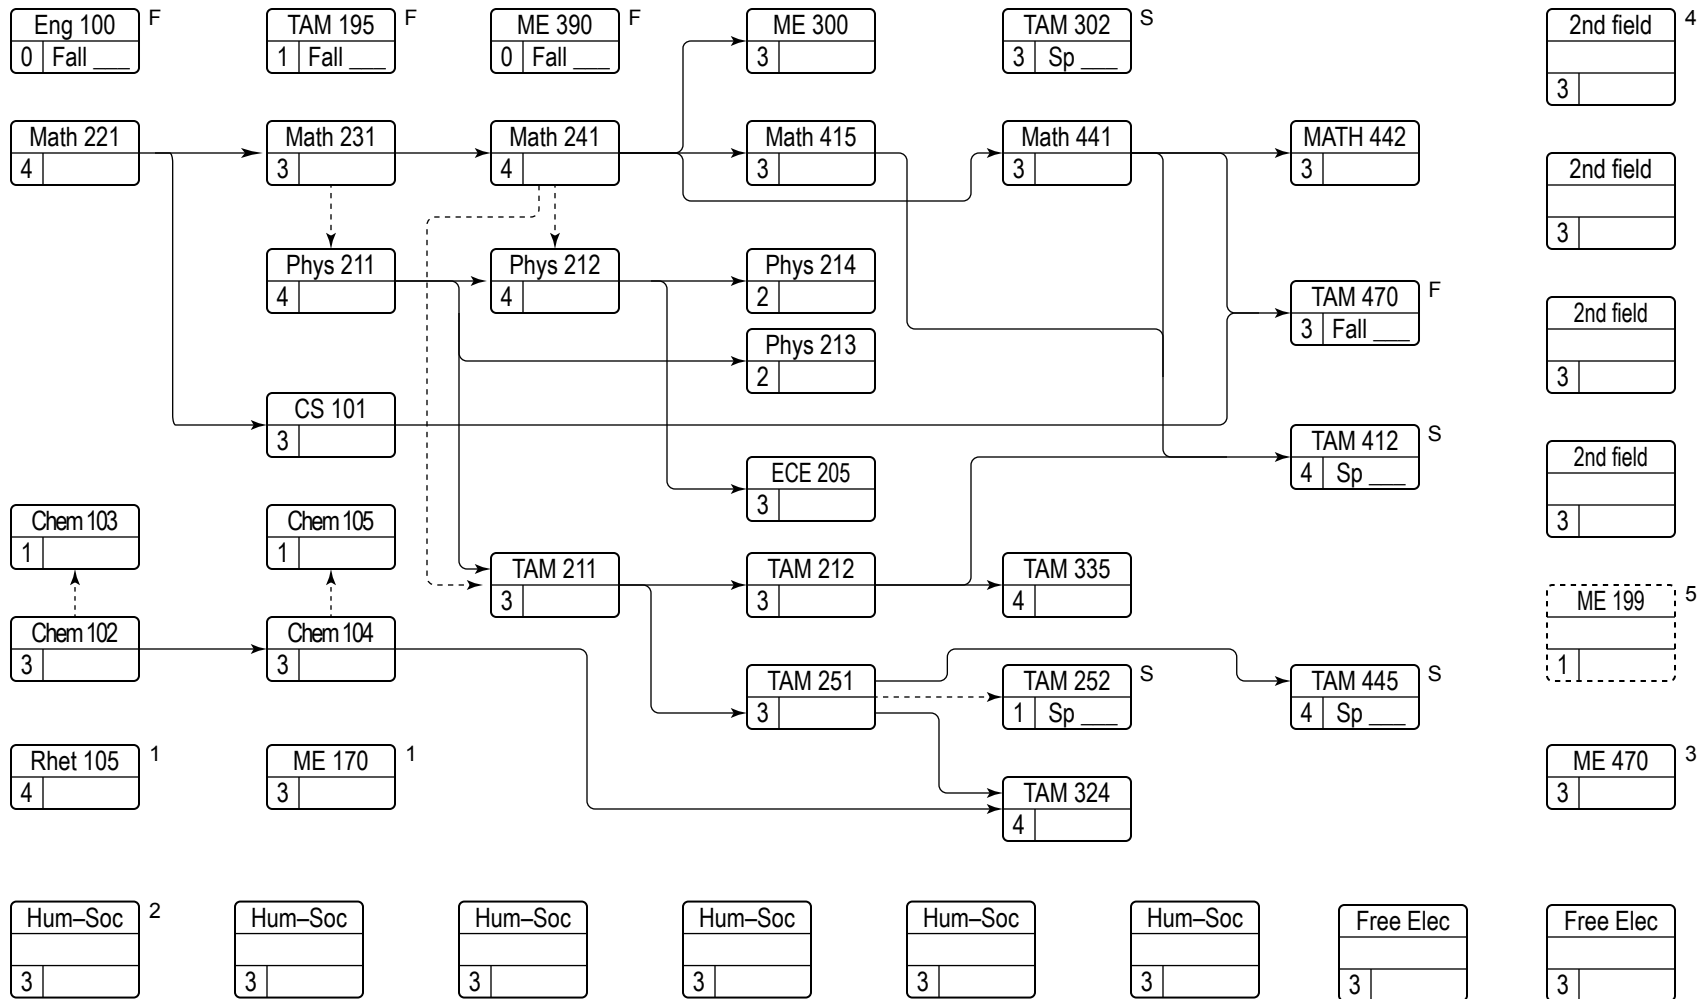 Eng 100 F
0 Fall ___
TAM 195 F
1 Fall ___
ME 390 F
0 Fall ___
ME 300
3
TAM 302 S
3 Sp ___
2nd field 4
3
Math 221
4
Math 231
3
Math 241
4
Math 415
3
Math 441
3
MATH 442
3
2nd field
3
Phys 211
4
Phys 212
4
Phys 214
2
TAM 470 F
3 Fall ___
2nd field
3
Phys 213
2
CS 101
3
TAM 412 S
4 Sp ___
2nd field
3
ECE 205
3
Chem 103
1
Chem 105
1
TAM 211
3
TAM 212
3
TAM 335
4
ME 199 5
1
Chem 102
3
Chem 104
3
TAM 251
3
TAM 252 S
1 Sp ___
TAM 445 S
4 Sp ___
Rhet 105 1
4
ME 170 1
3
ME 470 3
3
TAM 324
4
Hum–Soc 2
3
Hum–Soc
3
Hum–Soc
3
Hum–Soc
3
Hum–Soc
3
Hum–Soc
3
Free Elec
3
Free Elec
3